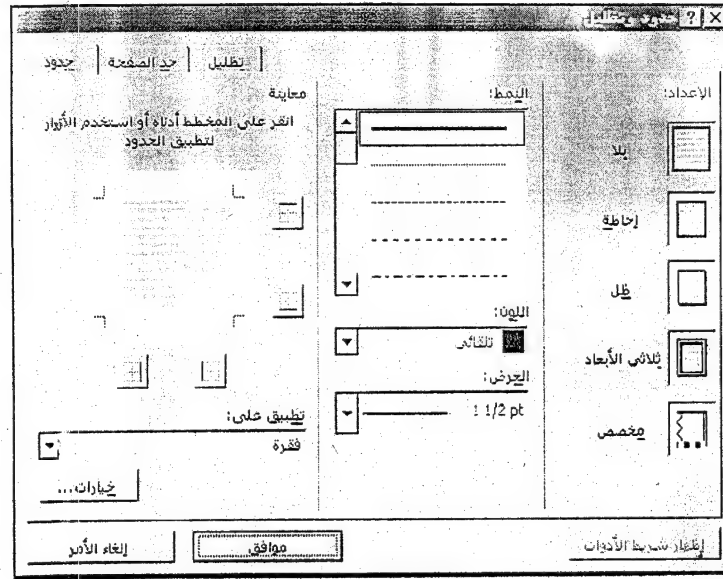 حدود وتظليل
حدود
حد الصفحة
تظليل
الإعداد:
بلا
إحاطة
ظل
ثلاثي الأبعاد
مخصص
النمط:
اللون:
تلقائي
العرض:
1 1/2 pt
معاينة
انقر على المخطط أدناه أو استخدم الأزرار
لتطبيق الحدود
تطبيق على:
فقرة
خيارات...
إظهار شريط الأدوات
موافق
إلغاء الأمر